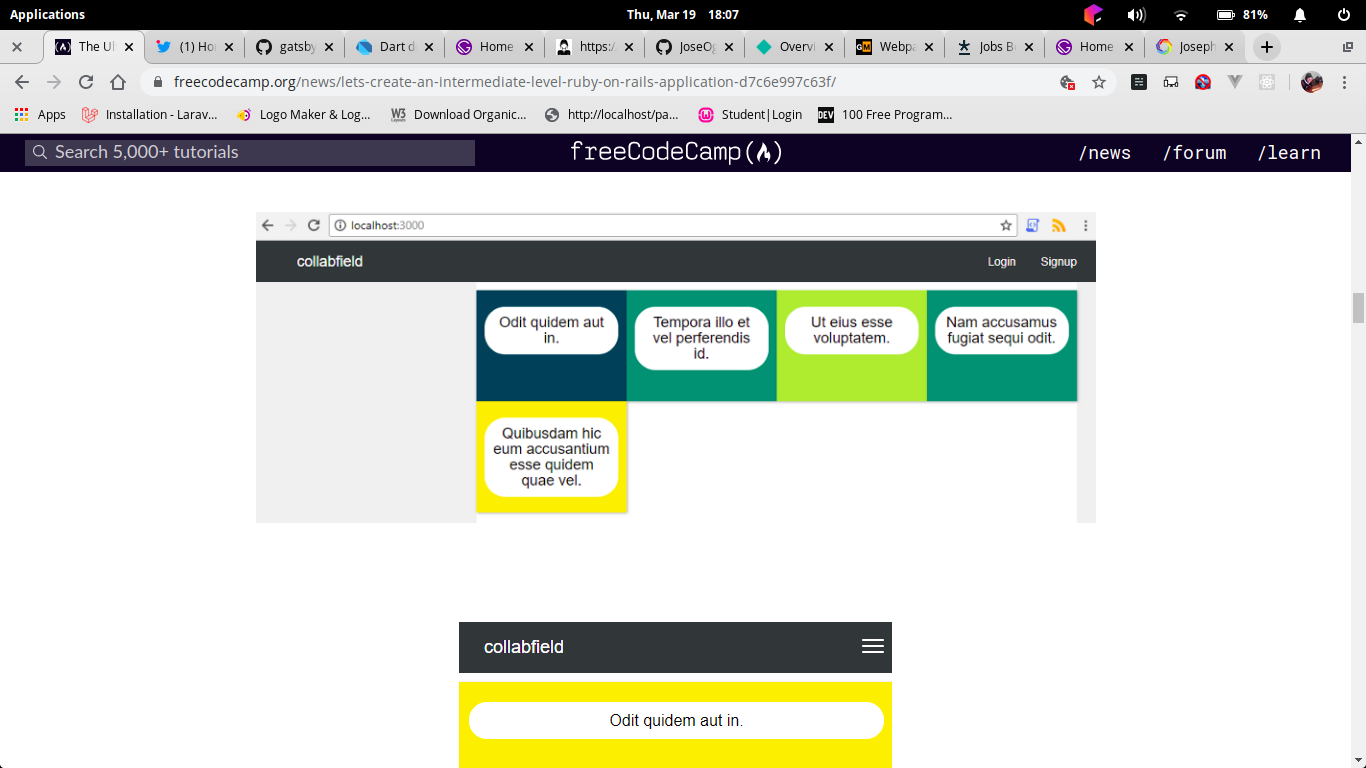 Applications
Thu, Mar 19 18:07
81%
The Ul
(1) Ho
gatsby
Dart d
Home
https:/
JoseO
Overvi
Webpa
Jobs B
Home
Joseph
freecodecamp.org/news/lets-create-an-intermediate-level-ruby-on-rails-application-d7c6e997c63f/
Apps
Installation - Larav...
Logo Maker & Log...
W3
Download Organic...
http://localhost/pa...
Student|Login
DEV
100 Free Program...
Search 5,000+ tutorials
freeCodeCamp
/news
/forum
/learn
localhost:3000
collabfield
Login
Signup
Odit quidem aut
in.
Tempora illo et
vel perferendis
id.
Ut eius esse
voluptatem.
Nam accusamus
fugiat sequi odit.
Quibusdam hic
eum accusantium
esse quidem
quae vel.
collabfield
Odit quidem aut in.